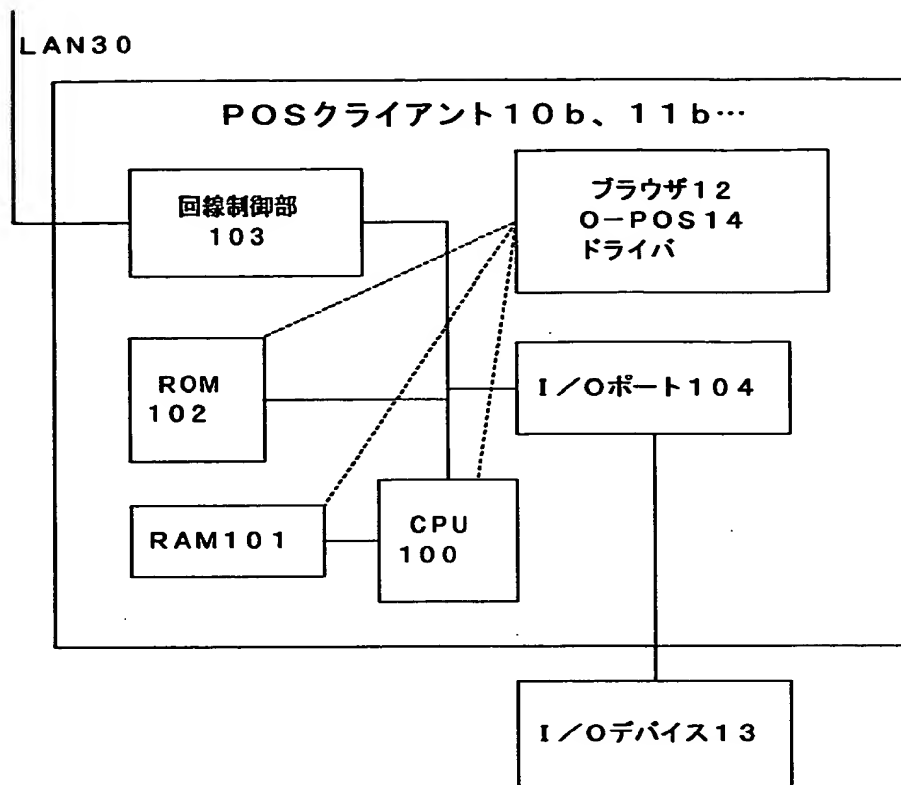 LAN30
POSクライアント10b、11b…
回線制御部
103
ブラウザ12
O-POS14
ドライバ
ROM
102
I/Oポート104
RAM101
CPU
100
I/Oデバイス13